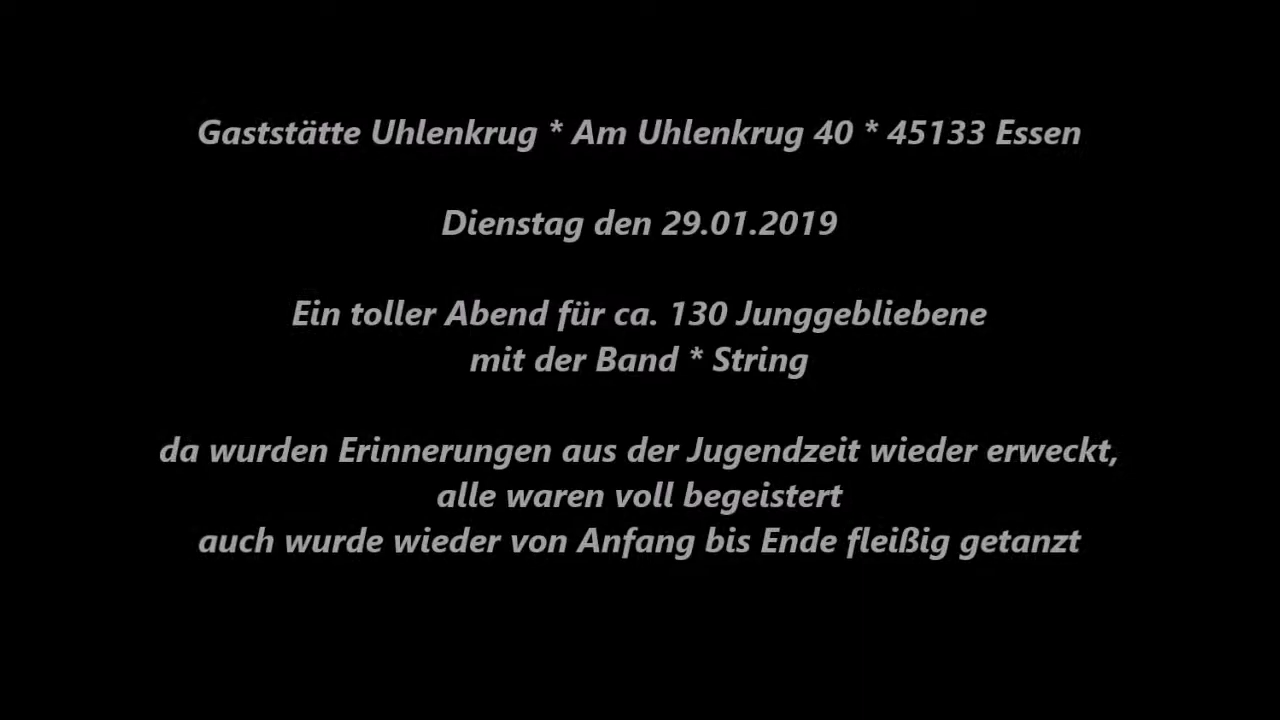 Gaststätte Uhlenkrug * Am Uhlenkrug 40 * 45133 Essen
Dienstag den 29.01.2019
Ein toller Abend für ca. 130 Junggebliebene
mit der Band * String
da wurden Erinnerungen aus der Jugendzeit wieder erweckt,
alle waren voll begeistert
auch wurde wieder von Anfang bis Ende fleißig getanzt